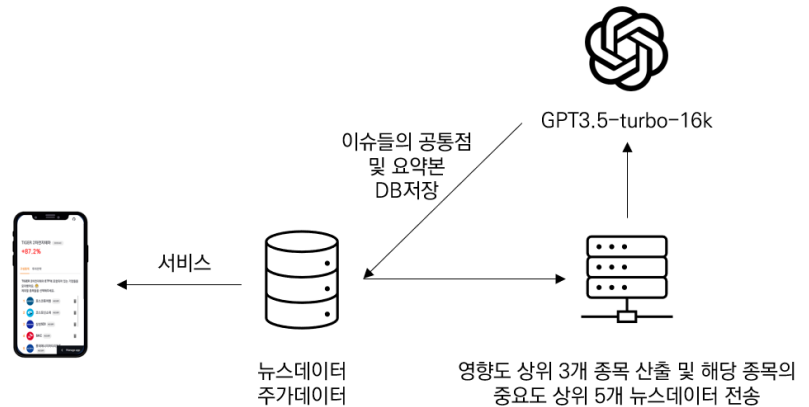 GPT3.5-turbo-16k
이슈들의 공통점
및 요약본
DB저장
+87.2%
서비스
뉴스데이터
주가데이터
영향도 상위 3개 종목 산출 및 해당 종목의
중요도 상위 5개 뉴스데이터 전송